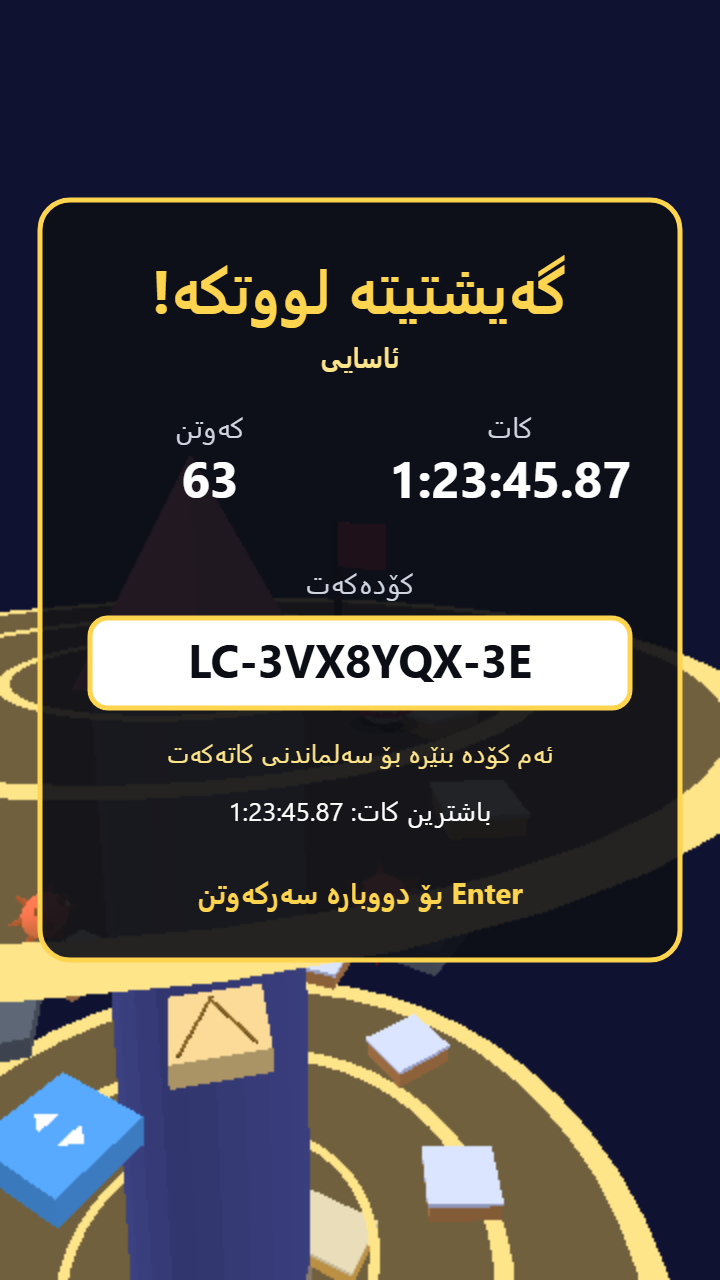 گەیشتیتە لووتکە!
ئاسایی
کات
1:23:45.87
کەوتن
63
کۆدەکەت
LC-3VX8YQX-3E
ئەم کۆدە بنێرە بۆ سەلماندنی کاتەکەت
باشترین کات: 1:23:45.87
Enter بۆ دووبارە سەرکەوتن